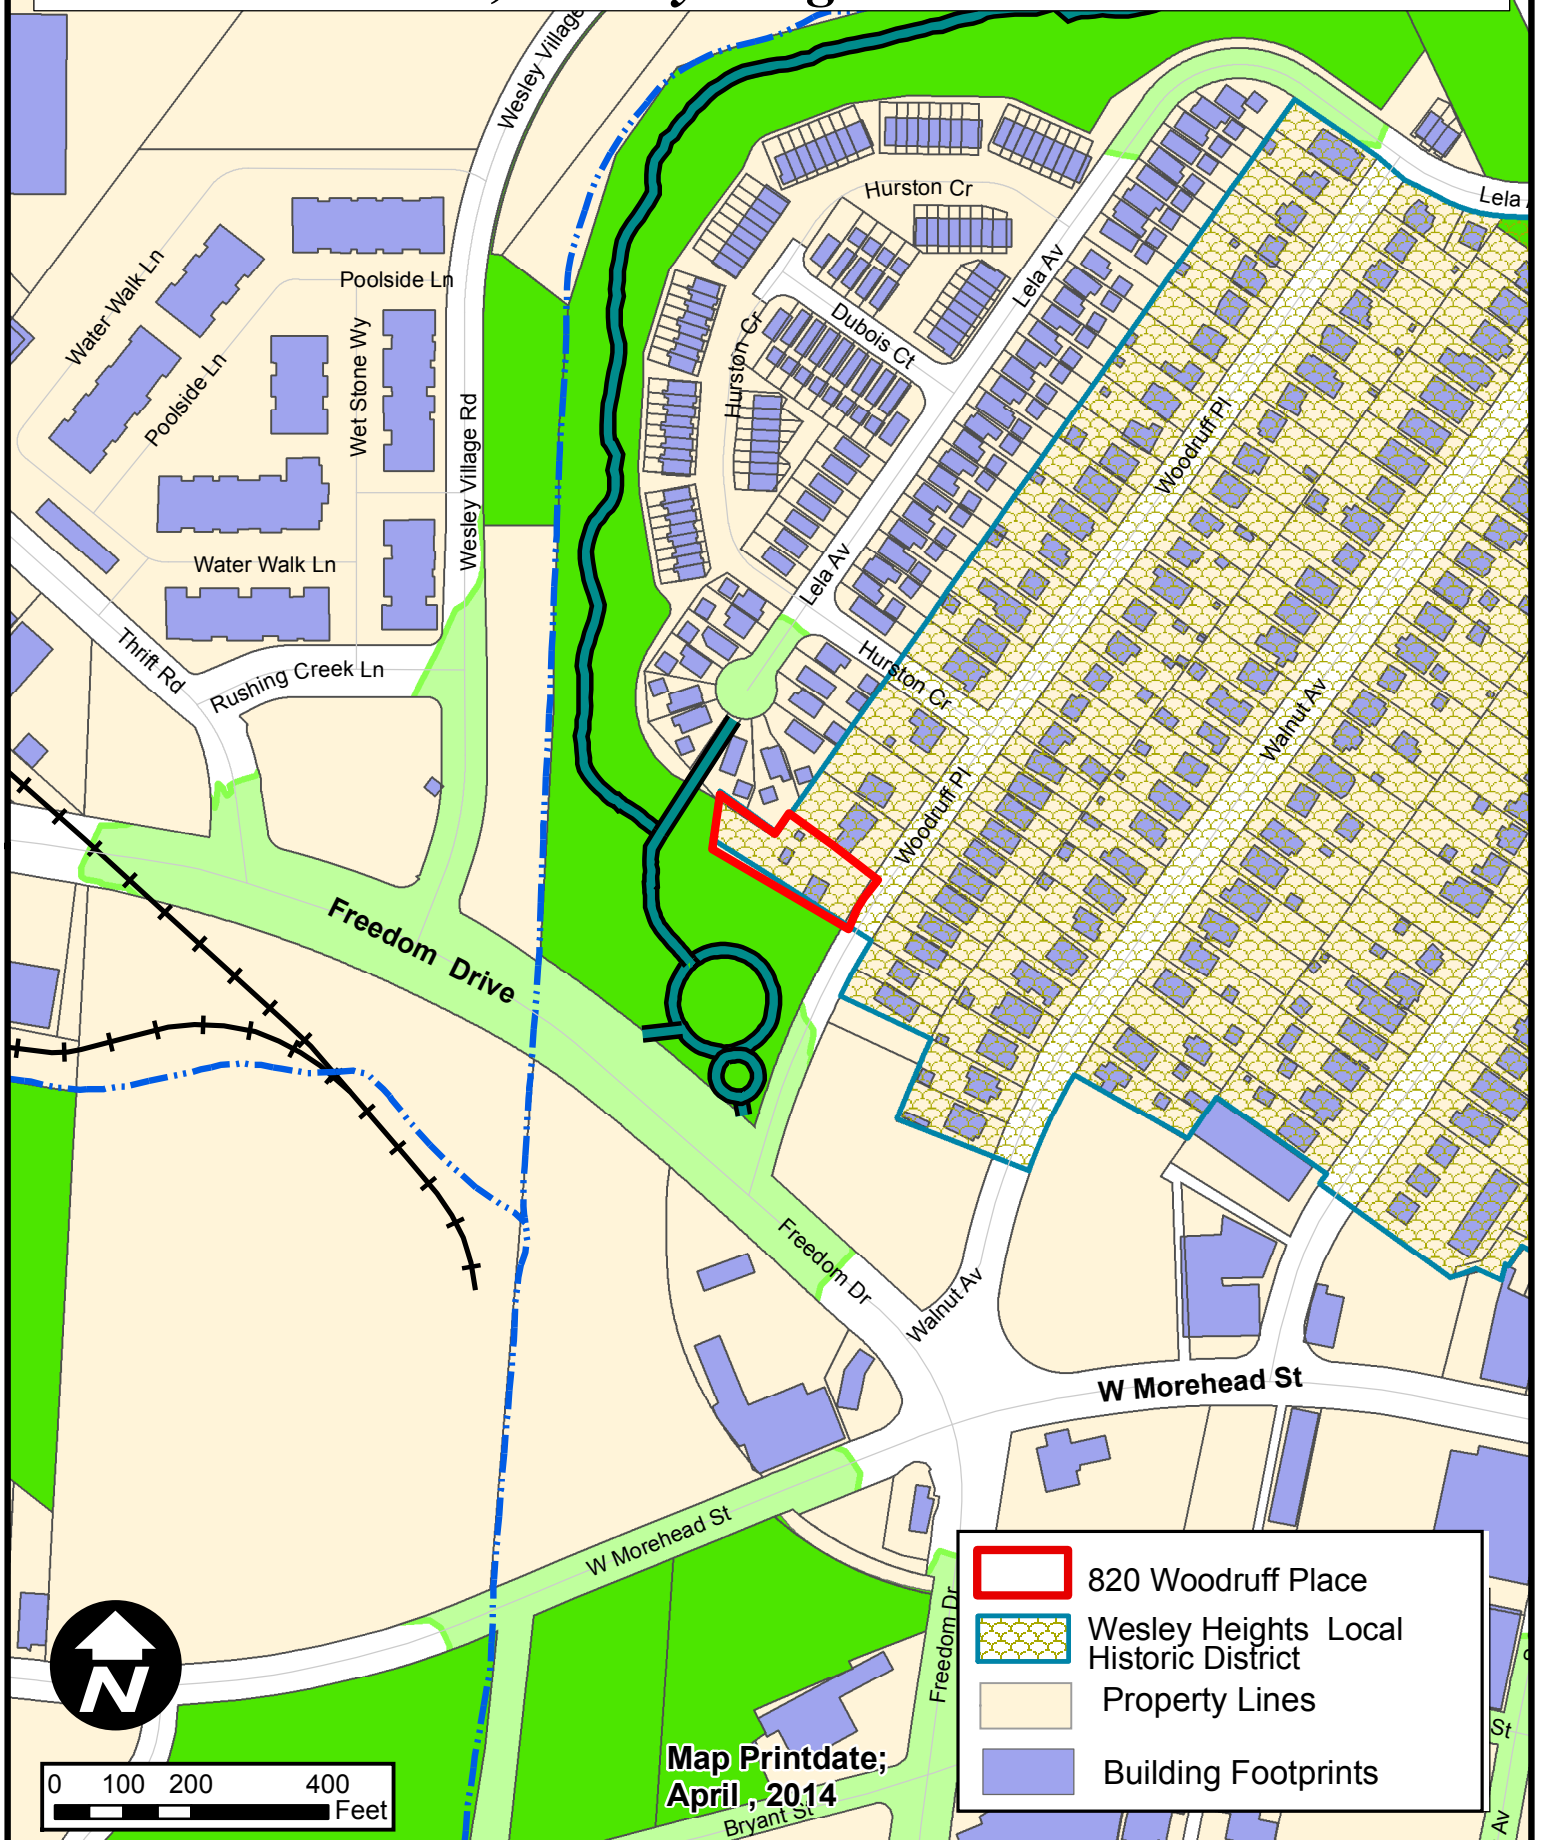 Wesley Village
Lela
Hurston Cr
Water Walk Ln
Poolside Ln
Lela Av
Hurston Cr
Dubois Ct
Wet Stone Wy
Poolside Ln
Wesley Village Rd
Woodruff Pl
Water Walk Ln
Lela Av
Thrift Rd
Rushing Creek Ln
Hurston Cr
Walnut Av
Woodruff Pl
Freedom Drive
Freedom Dr
Walnut Av
W Morehead St
W Morehead St
Freedom Dr
820 Woodruff Place
Wesley Heights Local
Historic District
Property Lines
Building Footprints
St
Av
N
0 100 200 400
Feet
Map Printdate;
April , 2014
Bryant St